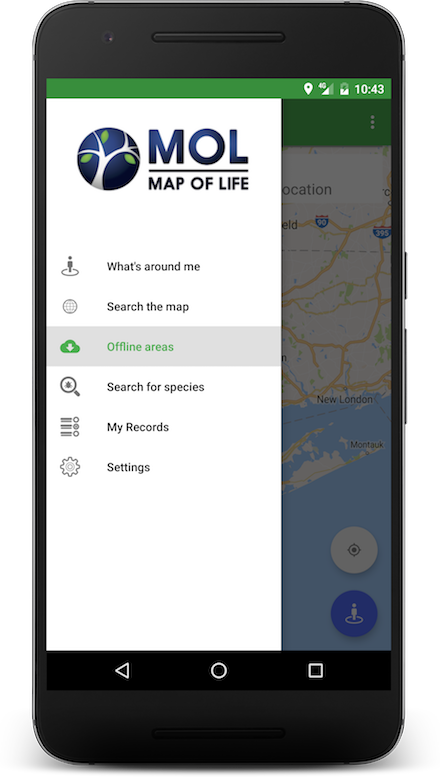 4G 10:43
MOL
MAP OF LIFE
ocation
What's around me
Search the map
Offline areas
Search for species
My Records
Settings
eld
90
395
n
New London
Montauk